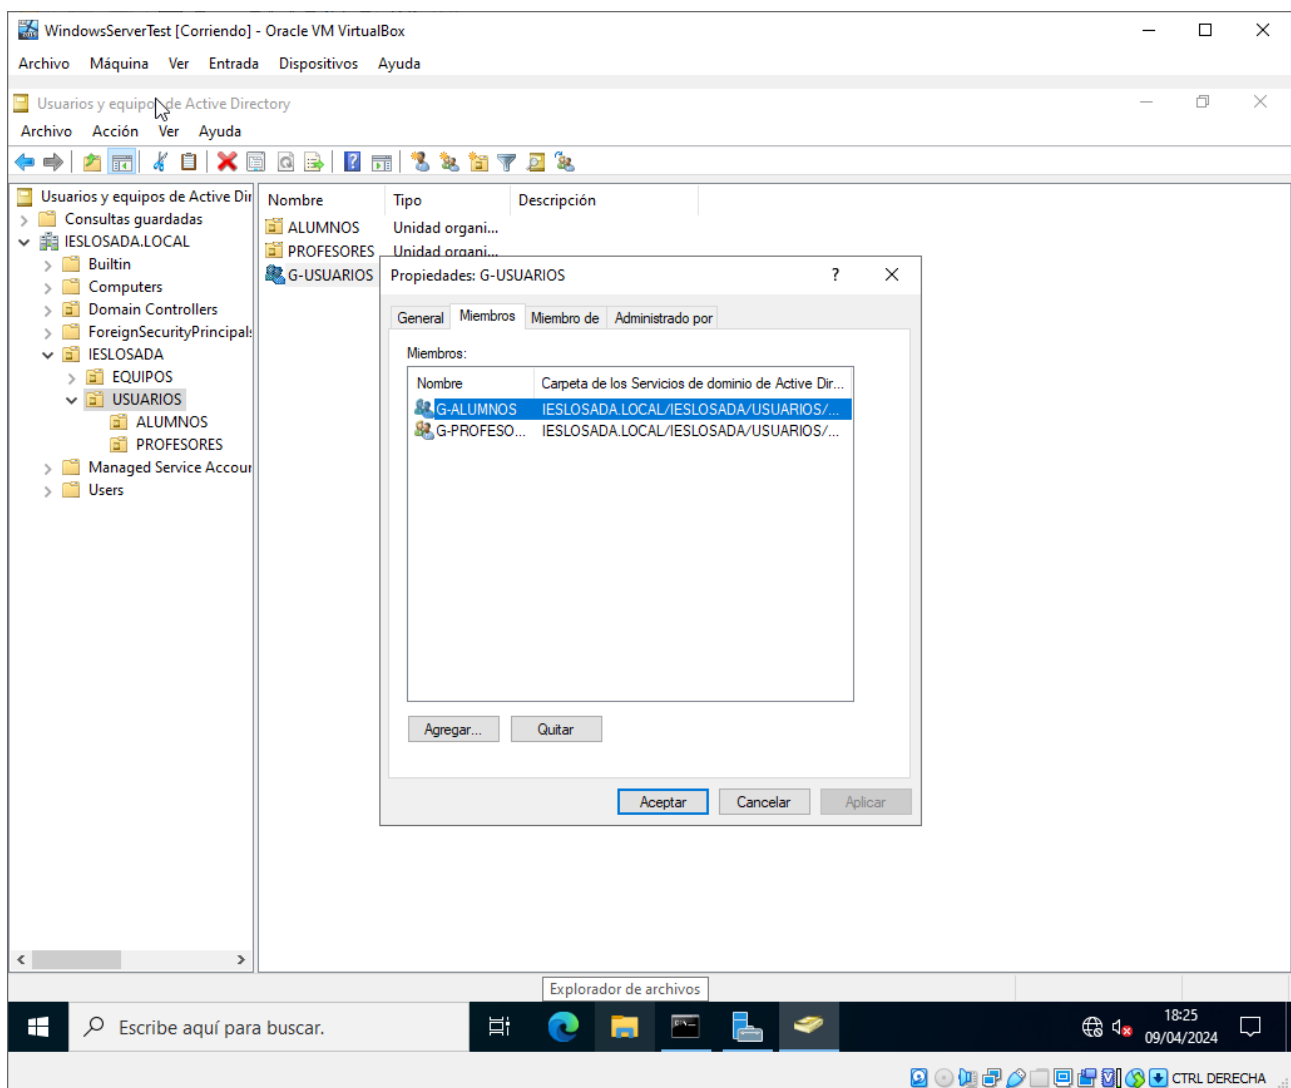 WindowsServerTest [Corriendo] - Oracle VM VirtualBox
Archivo Máquina Ver Entrada Dispositivos Ayuda
Usuarios y equipos de Active Directory
Archivo Acción Ver Ayuda
Usuarios y equipos de Active Dir
Consultas guardadas
IESLOSADA.LOCAL
Builtin
Computers
Domain Controllers
ForeignSecurityPrincipals
IESLOSADA
EQUIPOS
USUARIOS
ALUMNOS
PROFESORES
Managed Service Accour
Users
Nombre Tipo Descripción
ALUMNOS Unidad organi...
PROFESORES Unidad organi...
G-USUARIOS
Propiedades: G-USUARIOS ?
General Miembros Miembro de Administrado por
Miembros:
Nombre Carpeta de los Servicios de dominio de Active Dir...
G-ALUMNOS IESLOSADA.LOCAL/IESLOSADA/USUARIOS/...
G-PROFESO... IESLOSADA.LOCAL/IESLOSADA/USUARIOS/...
Agregar... Quitar
Aceptar Cancelar Aplicar
Explorador de archivos
Escribe aquí para buscar.
18:25
09/04/2024
CTRL DERECHA